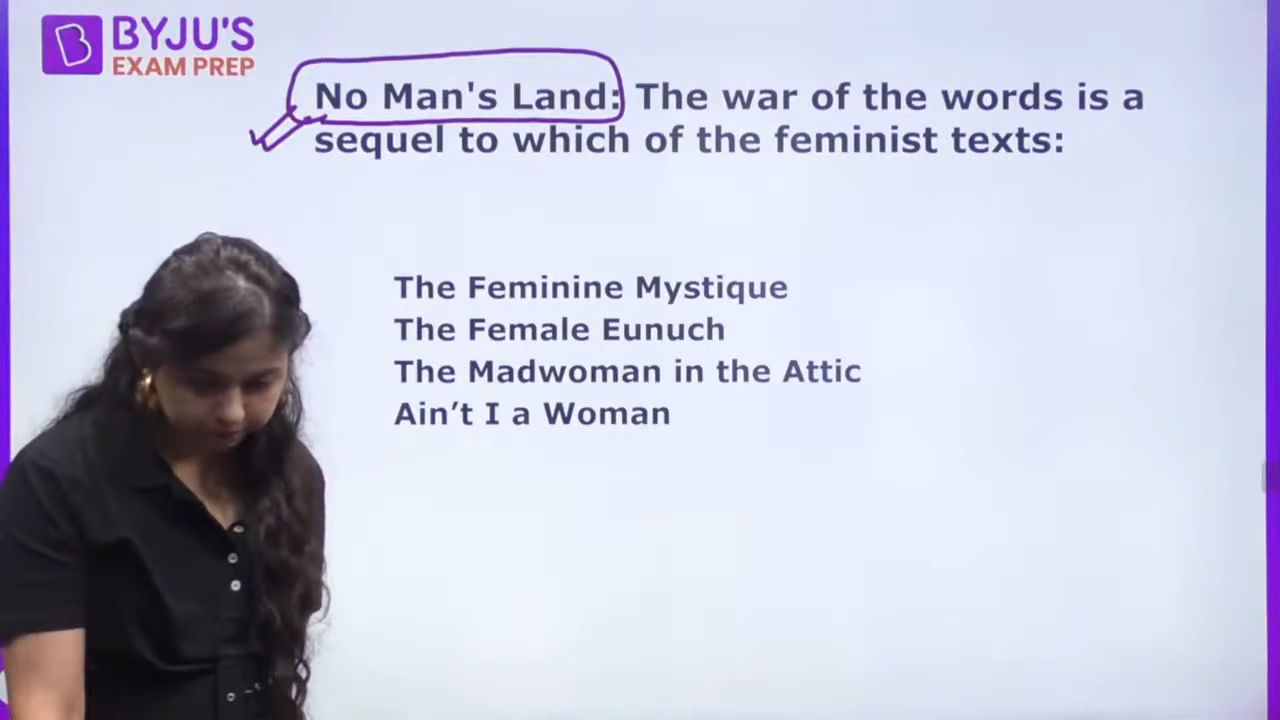 BYJU'S
EXAM PREP
No Man's Land: The war of the words is a
sequel to which of the feminist texts:
The Feminine Mystique
The Female Eunuch
The Madwoman in the Attic
Ain’t I a Woman